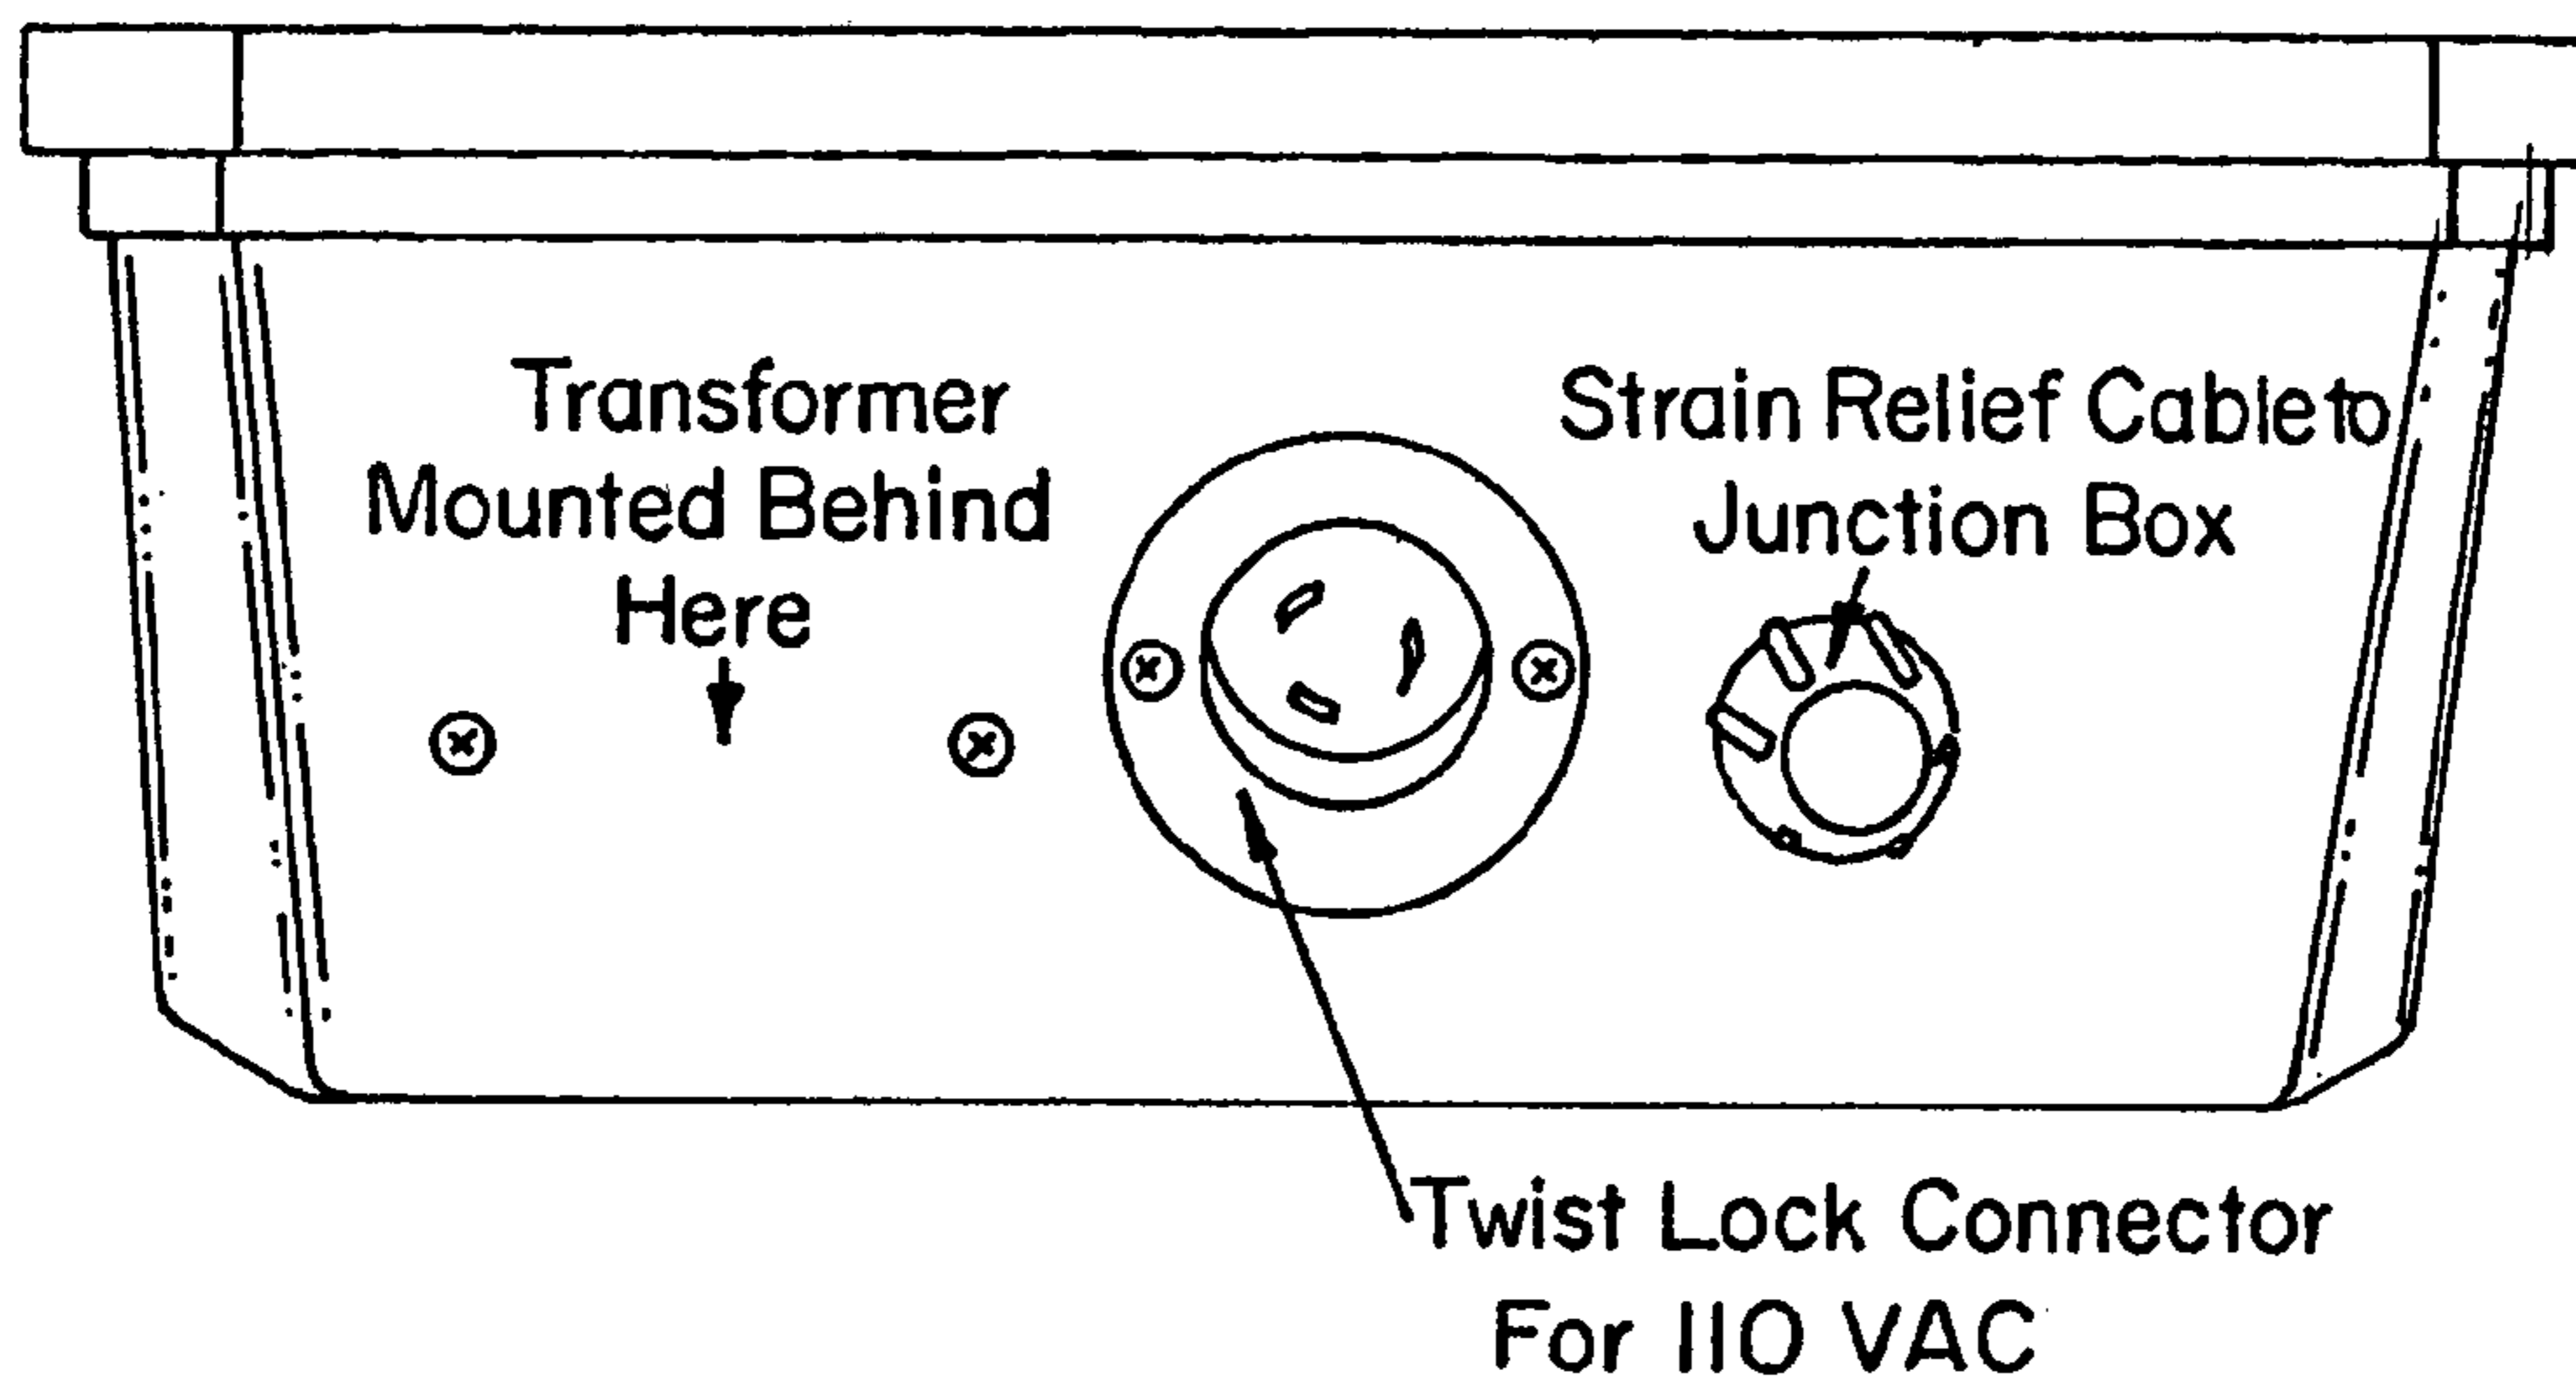 Transformer
Mounted Behind
Here
Strain Relief Cable to
Junction Box
Twist Lock Connector
For 110 VAC